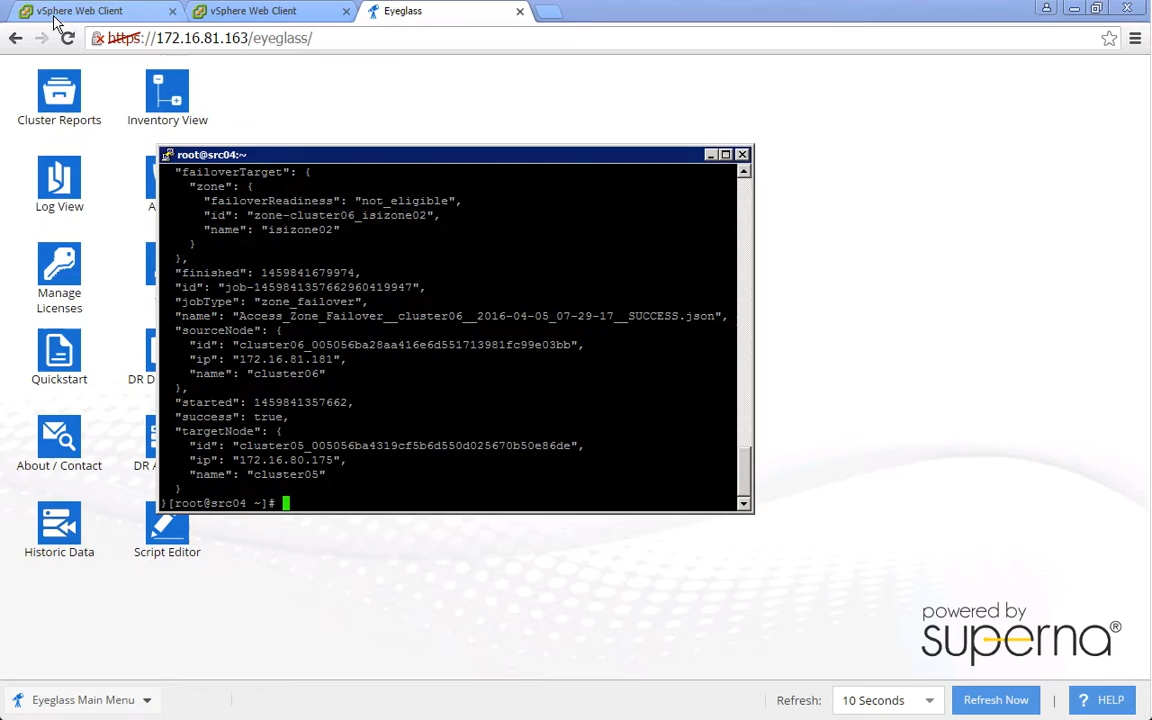 vSphere Web Client
vSphere Web Client
Eyeglass
https://172.16.81.163/eyeglass/
Cluster Reports
Inventory View
Log View
A
Manage
Licenses
Quickstart
DR D
About / Contact
DR A
Historic Data
Script Editor
root@src04:~
"failoverTarget": {
"zone": {
"failoverReadiness": "not_eligible",
"id": "zone-cluster06_isizone02",
"name": "isizone02"
}
},
"finished": 1459841679974,
"id": "job-1459841357662960419947",
"jobType": "zone_failover",
"name": "Access_Zone_Failover__cluster06__2016-04-05_07-29-17__SUCCESS.json",
"sourceNode": {
"id": "cluster06_005056ba28aa416e6d551713981fc99e03bb",
"ip": "172.16.81.181",
"name": "cluster06"
},
"started": 1459841357662,
"success": true,
"targetNode": {
"id": "cluster05_005056ba4319cf5b6d550d025670b50e86de",
"ip": "172.16.80.175",
"name": "cluster05"
}
}[root@src04 ~]#
powered by
superna®
Eyeglass Main Menu
Refresh:
10 Seconds
Refresh Now
? HELP